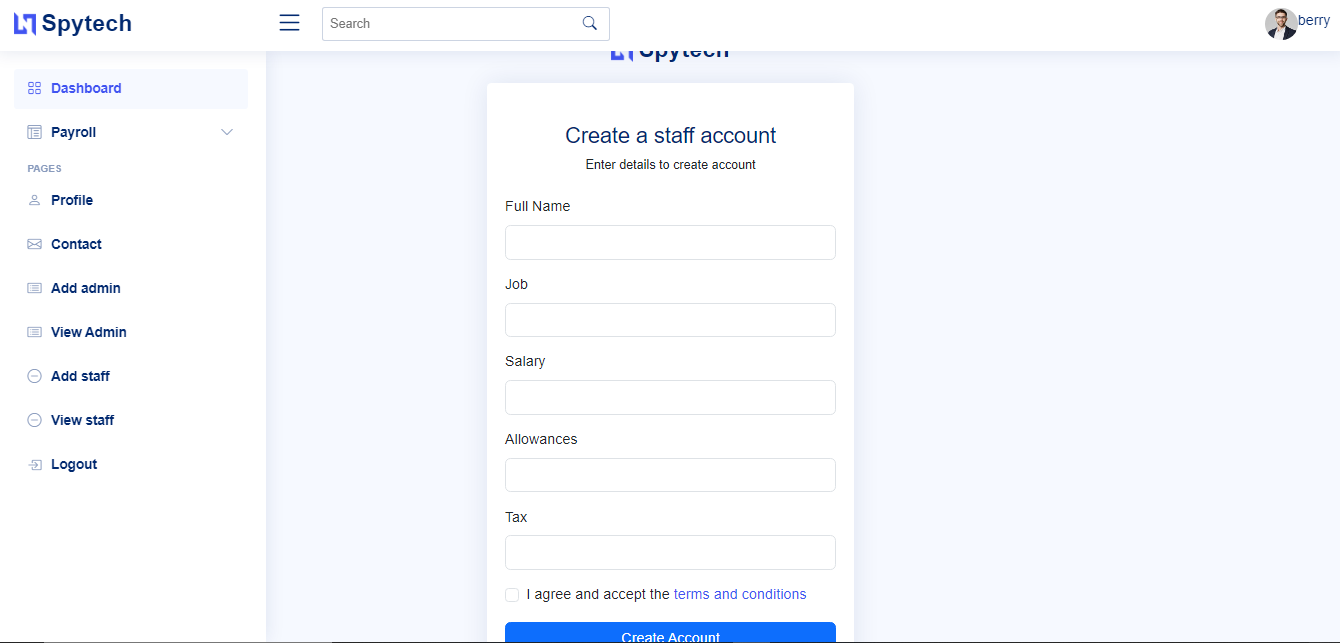 Spytech
Search
berry
Dashboard
Payroll
PAGES
Profile
Contact
Add admin
View Admin
Add staff
View staff
Logout
Spytech
Create a staff account
Enter details to create account
Full Name
Job
Salary
Allowances
Tax
I agree and accept the terms and conditions
Create Account